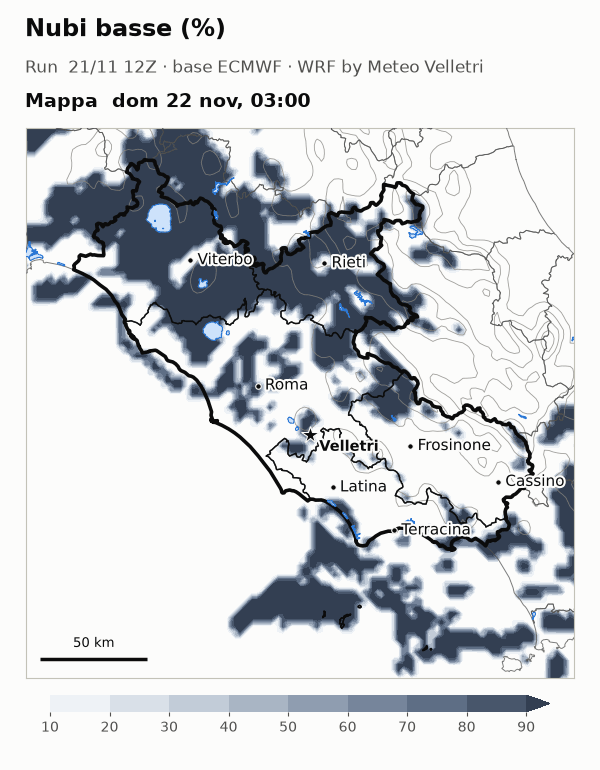 Nubi basse (%)
Run 21/11 12Z · base ECMWF · WRF by Meteo Velletri
Mappa dom 22 nov, 03:00
Viterbo
Rieti
Roma
Velletri
Frosinone
Latina
Cassino
Terracina
50 km
10 20 30 40 50 60 70 80 90